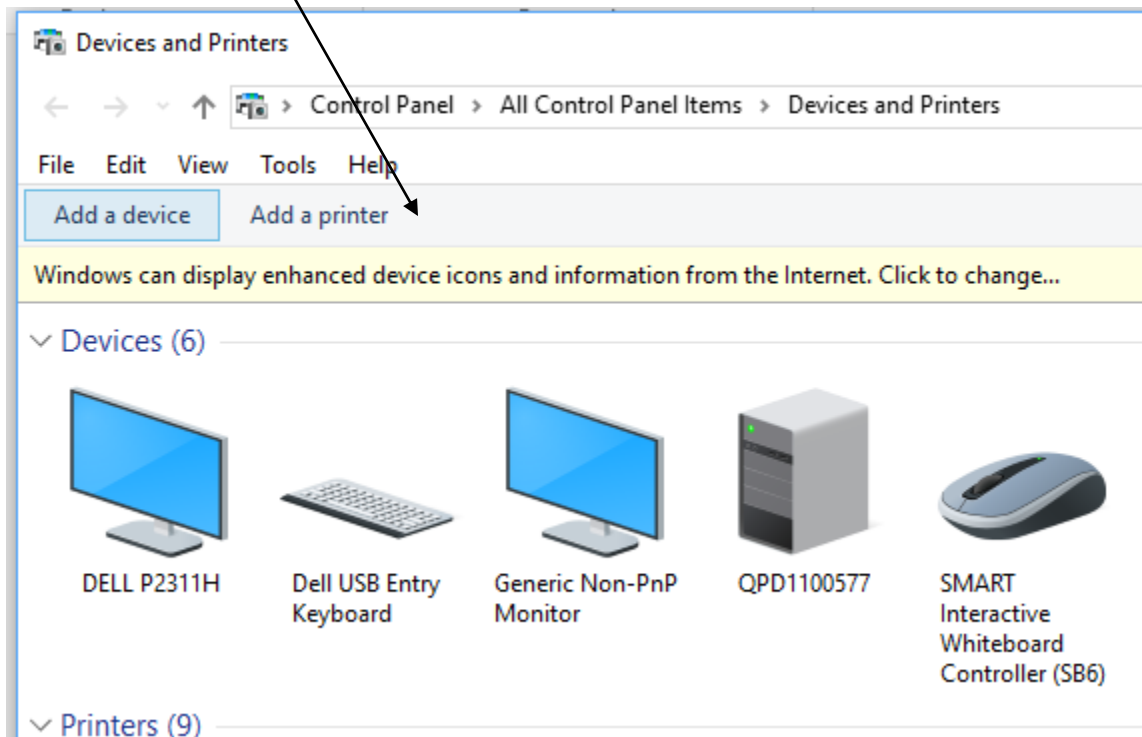 Devices and Printers
Control Panel > All Control Panel Items > Devices and Printers
File Edit View Tools Help
Add a device Add a printer
Windows can display enhanced device icons and information from the Internet. Click to change...
Devices (6)
DELL P2311H
Dell USB Entry
Keyboard
Generic Non-PnP
Monitor
QPD1100577
SMART
Interactive
Whiteboard
Controller (SB6)
Printers (9)